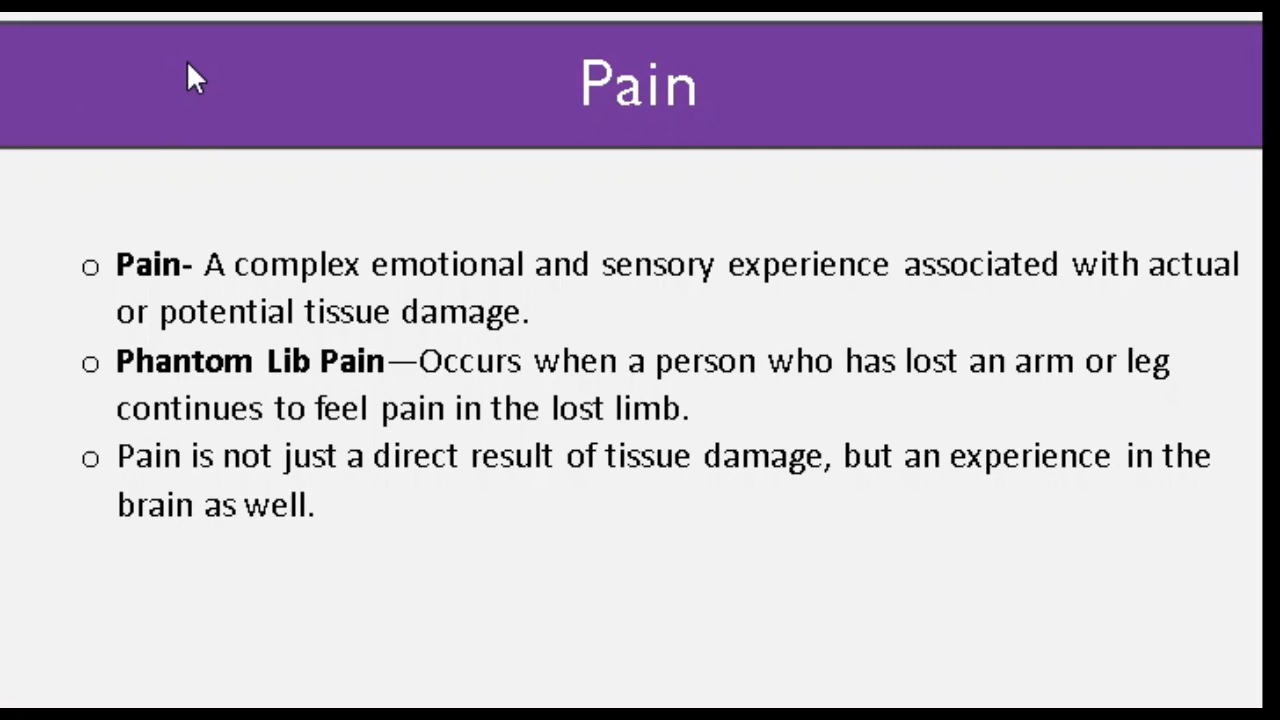 Pain
○ Pain- A complex emotional and sensory experience associated with actual
or potential tissue damage.
○ Phantom Lib Pain—Occurs when a person who has lost an arm or leg
continues to feel pain in the lost limb.
○ Pain is not just a direct result of tissue damage, but an experience in the
brain as well.